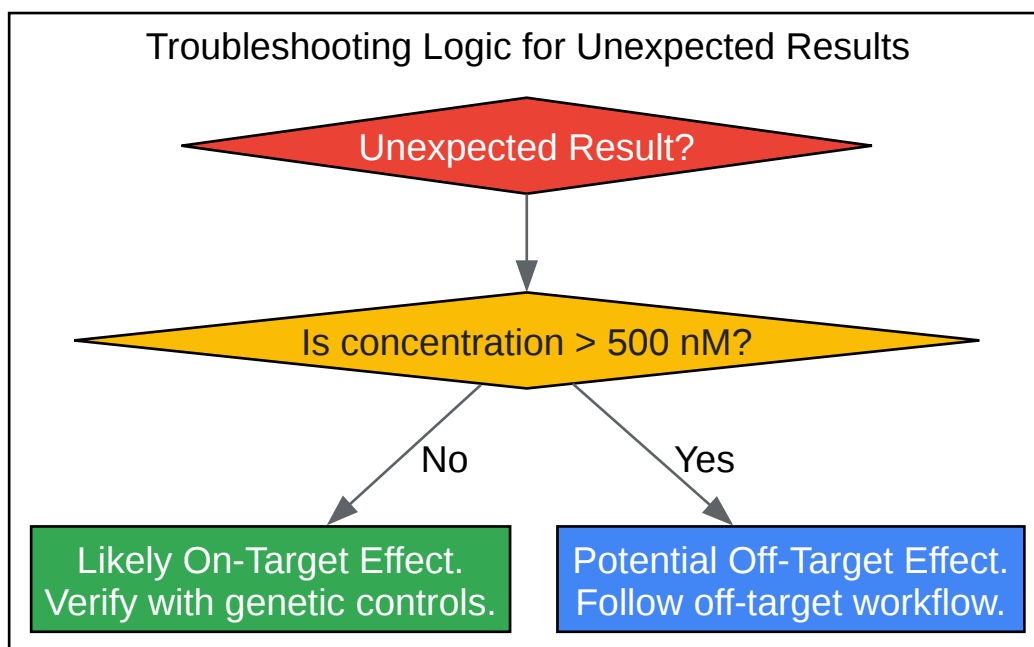 Troubleshooting Logic for Unexpected Results
Unexpected Result?
Is concentration > 500 nM?
No
Yes
Likely On-Target Effect.
Verify with genetic controls.
Potential Off-Target Effect.
Follow off-target workflow.